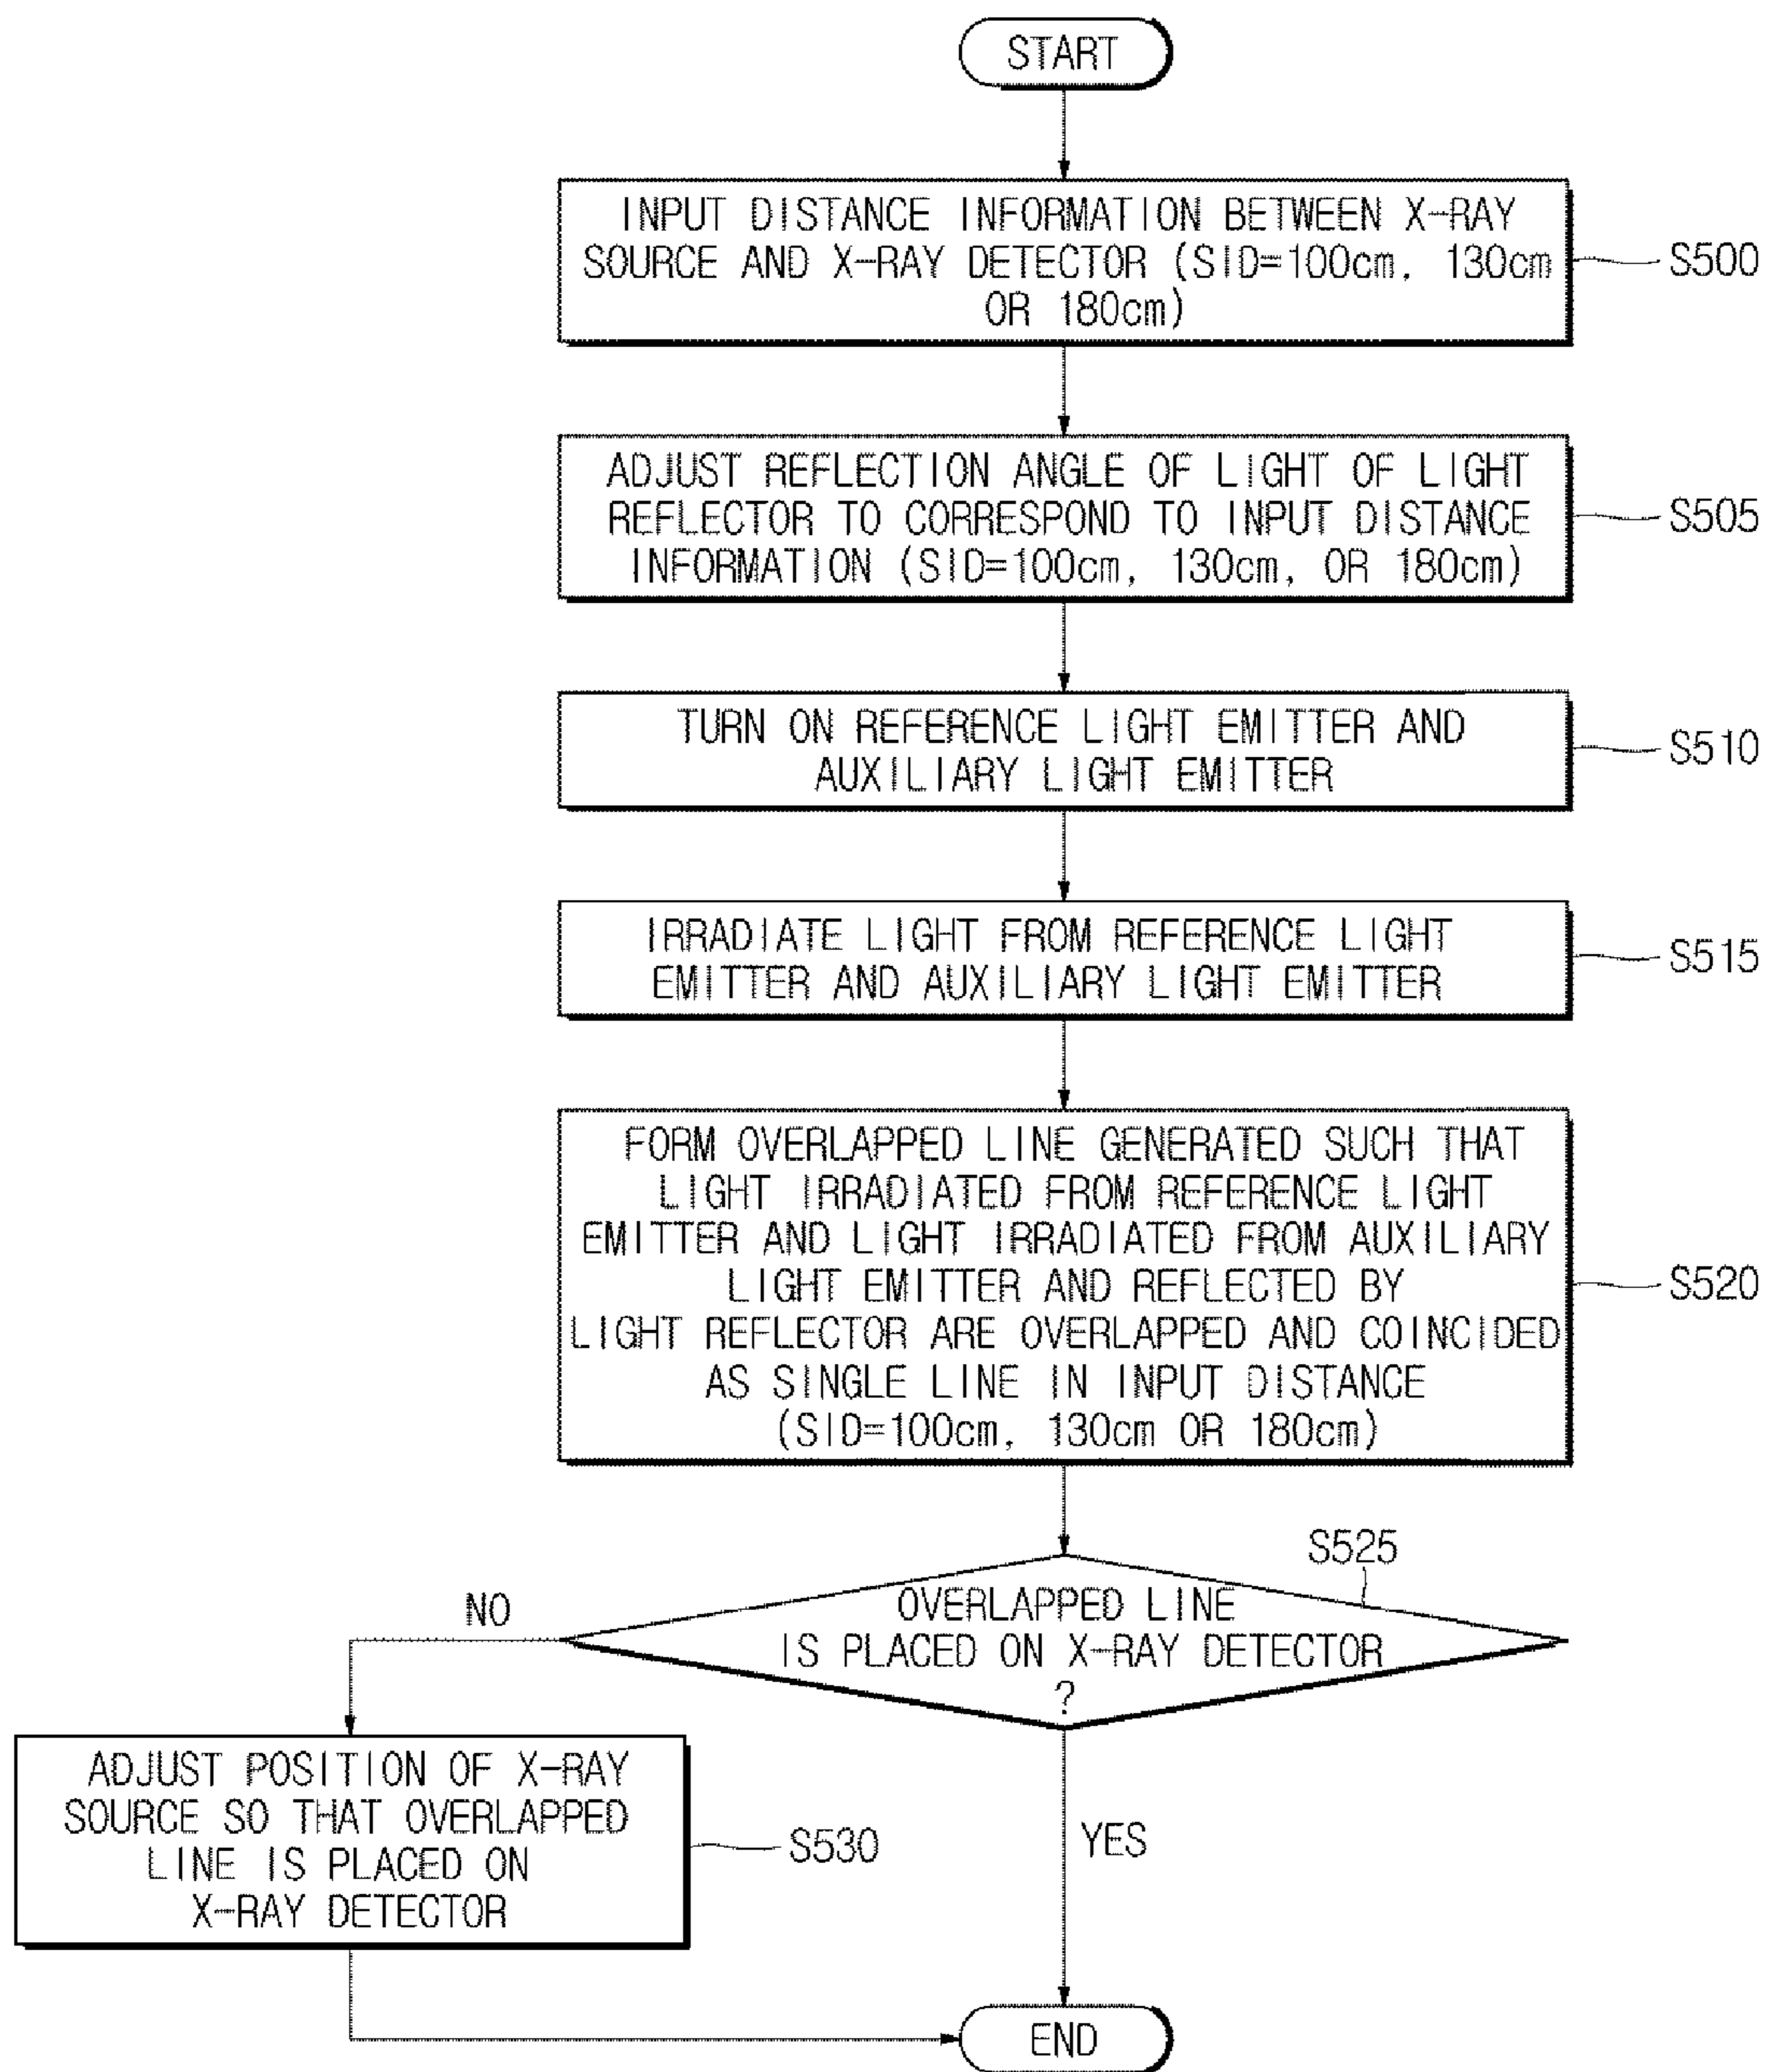 START
INPUT DISTANCE INFORMATION BETWEEN X-RAY
SOURCE AND X-RAY DETECTOR (SID=100cm, 130cm
OR 180cm)
S500
ADJUST REFLECTION ANGLE OF LIGHT OF LIGHT
REFLECTOR TO CORRESPOND TO INPUT DISTANCE
INFORMATION (SID=100cm, 130cm, OR 180cm)
S505
TURN ON REFERENCE LIGHT EMITTER AND
AUXILIARY LIGHT EMITTER
S510
IRRADIATE LIGHT FROM REFERENCE LIGHT
EMITTER AND AUXILIARY LIGHT EMITTER
S515
FORM OVERLAPPED LINE GENERATED SUCH THAT
LIGHT IRRADIATED FROM REFERENCE LIGHT
EMITTER AND LIGHT IRRADIATED FROM AUXILIARY
LIGHT EMITTER AND REFLECTED BY
LIGHT REFLECTOR ARE OVERLAPPED AND COINCIDED
AS SINGLE LINE IN INPUT DISTANCE
(SID=100cm, 130cm OR 180cm)
S520
S525
OVERLAPPED LINE
IS PLACED ON X-RAY DETECTOR
?
NO
ADJUST POSITION OF X-RAY
SOURCE SO THAT OVERLAPPED
LINE IS PLACED ON
X-RAY DETECTOR
S530
YES
END